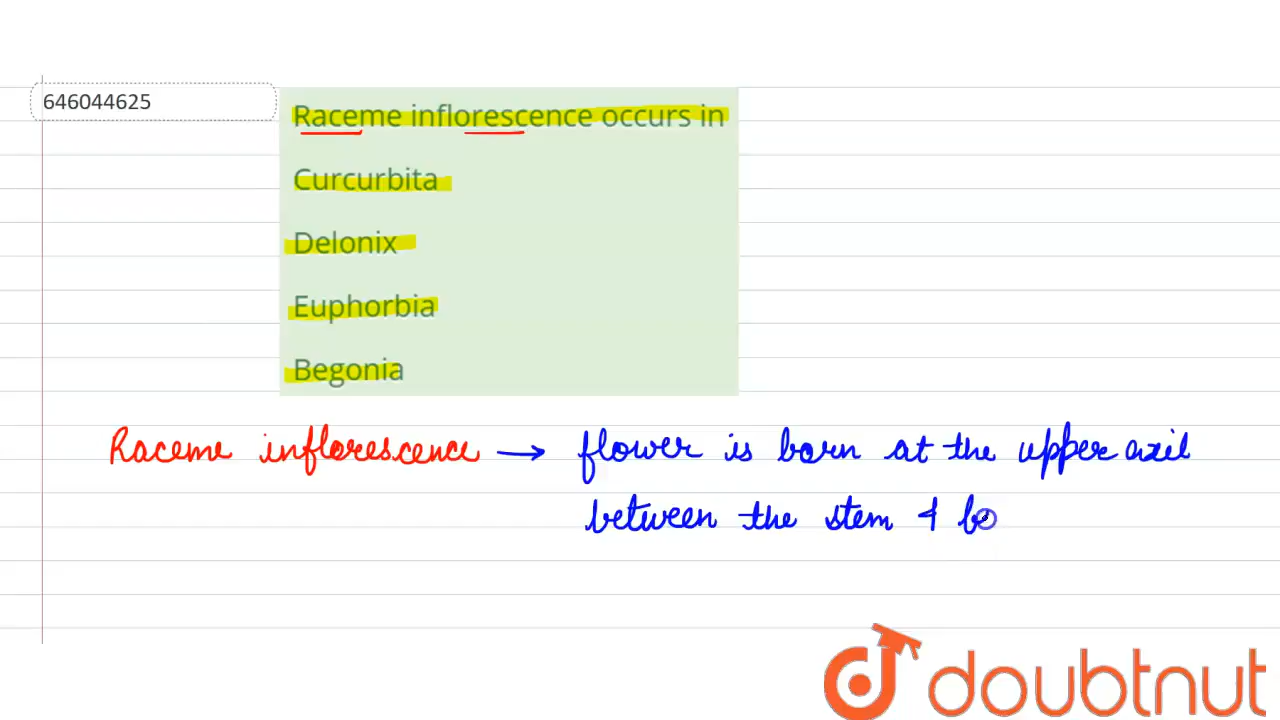 646044625
Raceme inflorescence occurs in
Curcurbita
Delonix
Euphorbia
Begonia
Raceme inflorescence → flower is born at the upper axil
between the stem & be
doubtnut